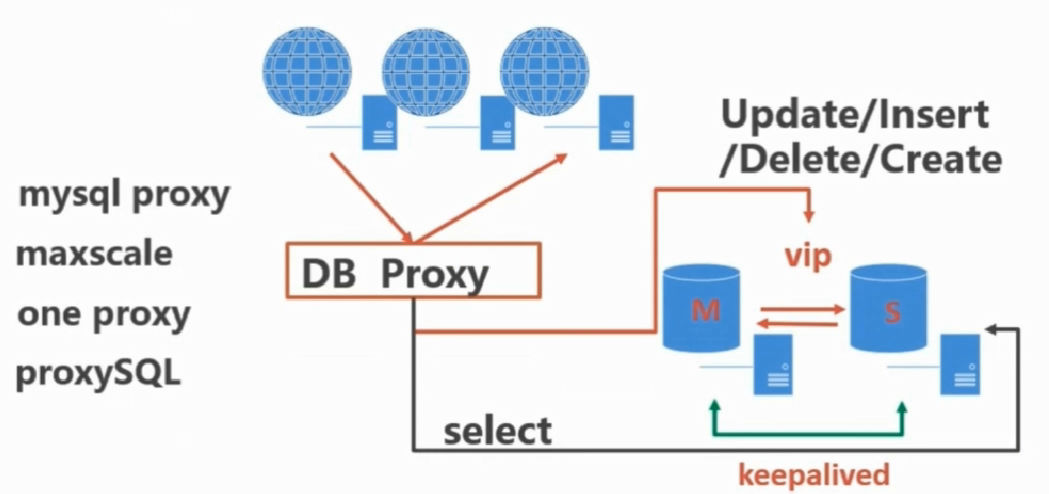 Update/Insert
/Delete/Create
mysql proxy
maxscale
one proxy
proxySQL
DB Proxy
vip
M
S
select
keepalived